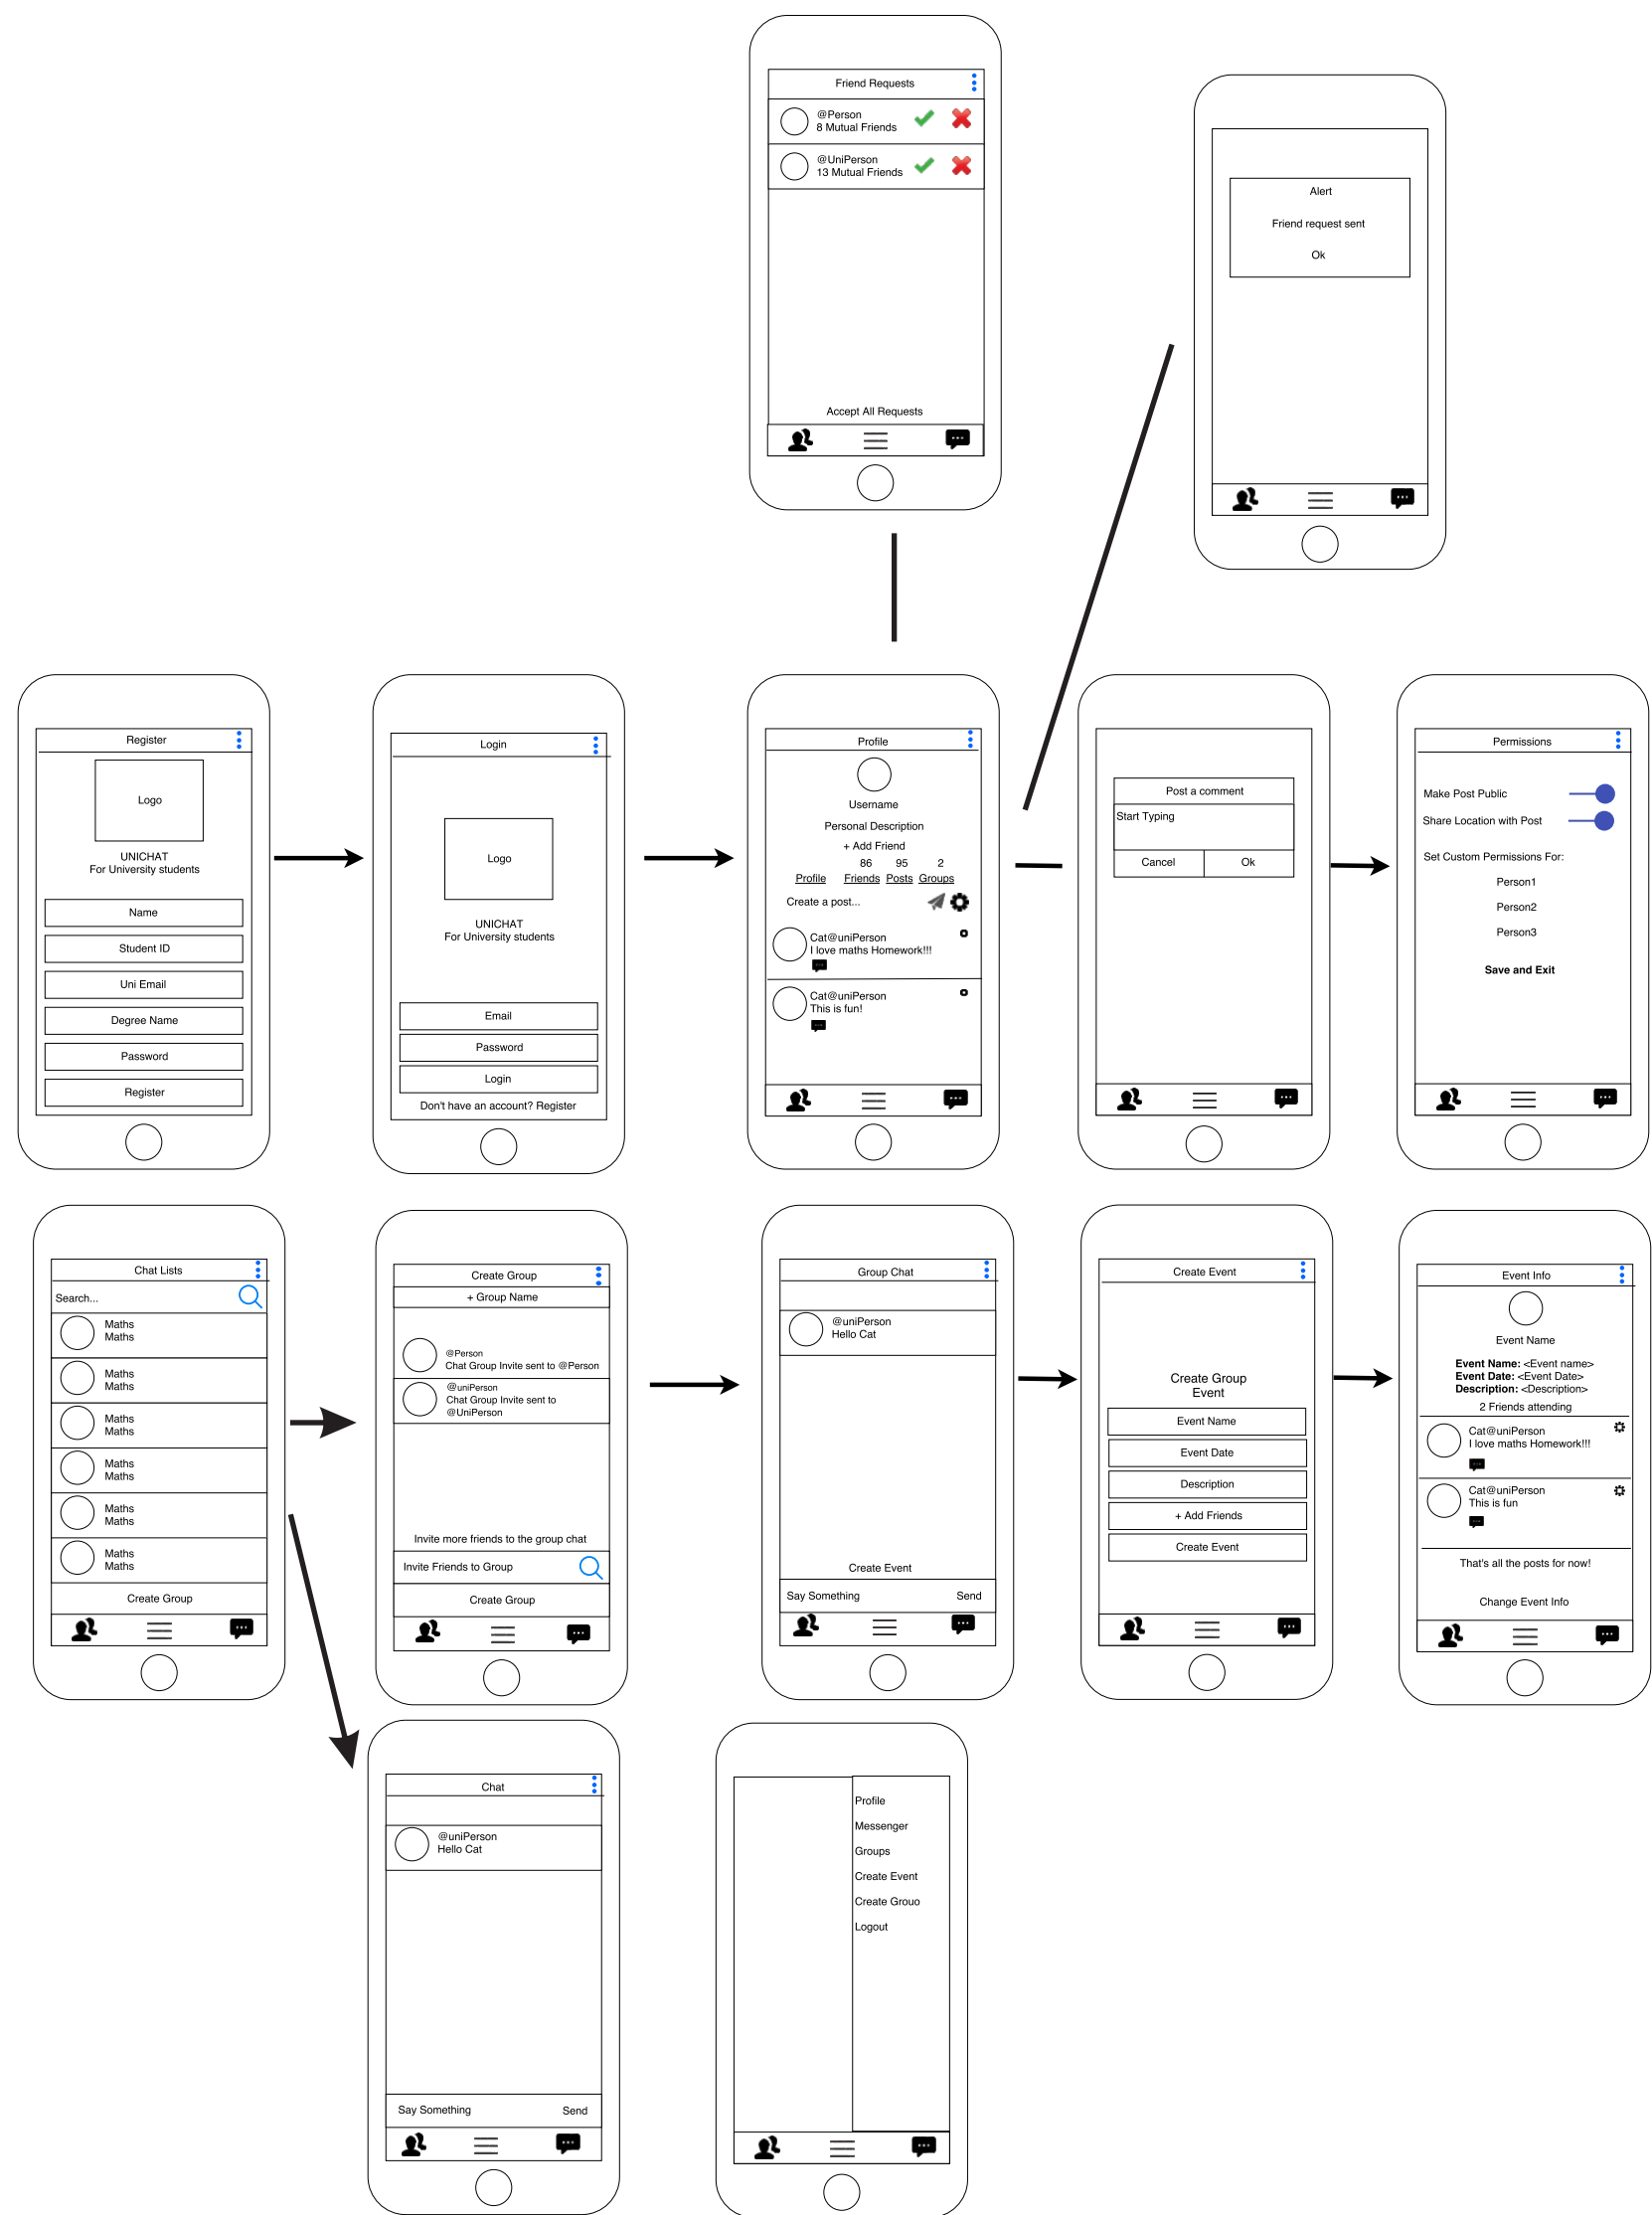 Friend Requests
@Person
8 Mutual Friends
@UniPerson
13 Mutual Friends
Accept All Requests
Alert
Friend request sent
Ok
Register
Logo
UNICHAT
For University students
Name
Student ID
Uni Email
Degree Name
Password
Register
Login
Logo
UNICHAT
For University students
Email
Password
Login
Don't have an account? Register
Profile
Username
Personal Description
+ Add Friend
86 95 2
Profile Friends Posts Groups
Create a post...
Cat@uniPerson
I love maths Homework!!!
Cat@uniPerson
This is fun!
Post a comment
Start Typing
Cancel Ok
Permissions
Make Post Public
Share Location with Post
Set Custom Permissions For:
Person1
Person2
Person3
Save and Exit
Chat Lists
Search...
Maths
Maths
Maths
Maths
Maths
Maths
Maths
Maths
Maths
Maths
Maths
Maths
Create Group
Create Group
+ Group Name
@Person
Chat Group Invite sent to @Person
@uniPerson
Chat Group Invite sent to
@UniPerson
Invite more friends to the group chat
Invite Friends to Group
Create Group
Group Chat
@uniPerson
Hello Cat
Create Event
Say Something Send
Create Event
Create Group
Event
Event Name
Event Date
Description
+ Add Friends
Create Event
Event Info
Event Name
Event Name: <Event name>
Event Date: <Event Date>
Description: <Description>
2 Friends attending
Cat@uniPerson
I love maths Homework!!!
Cat@uniPerson
This is fun
That's all the posts for now!
Change Event Info
Chat
@uniPerson
Hello Cat
Say Something Send
Profile
Messenger
Groups
Create Event
Create Grouo
Logout